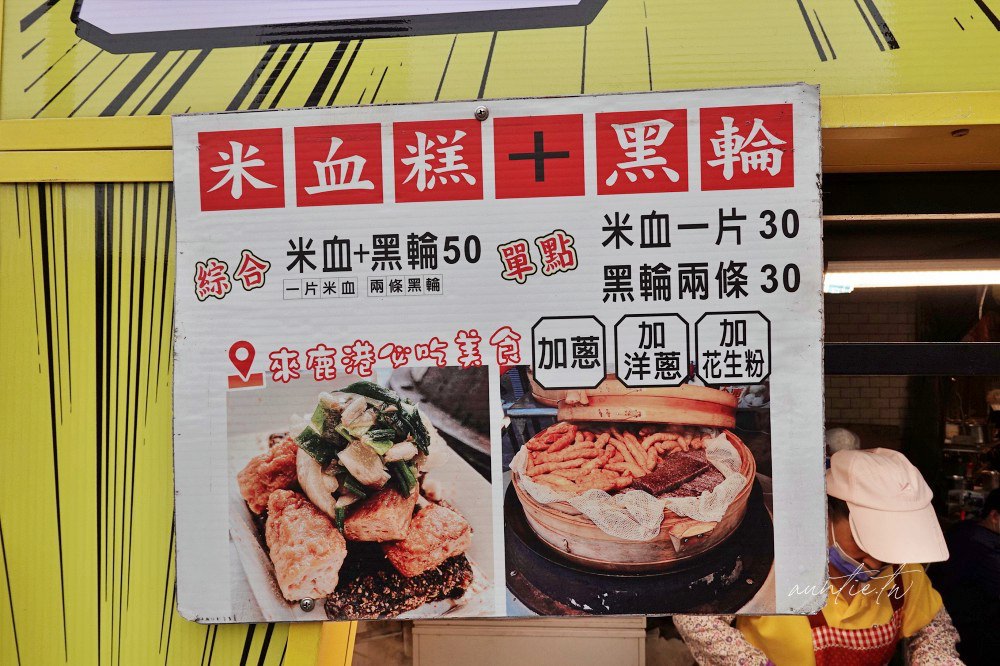 米血糕+黑輪
綜合 米血+黑輪50
一片米血 兩條黑輪
單點 米血一片 30
黑輪兩條 30
來鹿港必吃美食
加蔥
加洋蔥
加花生粉
auntie.tw